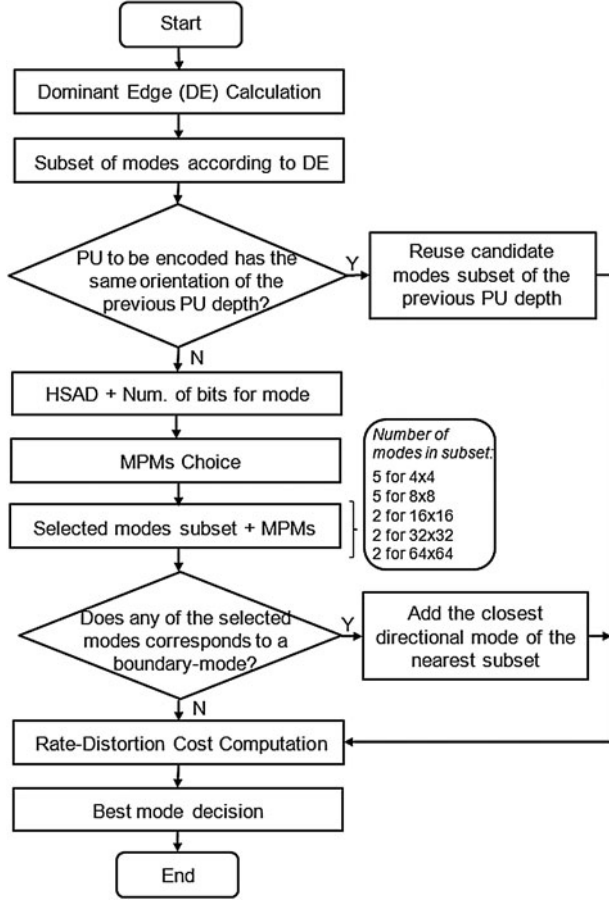 Start
Dominant Edge (DE) Calculation
Subset of modes according to DE
PU to be encoded has the
same orientation of the
previous PU depth?
Y
Reuse candidate
modes subset of the
previous PU depth
N
HSAD + Num. of bits for mode
MPMs Choice
Selected modes subset + MPMs
Number of
modes in subset:
5 for 4x4
5 for 8x8
2 for 16x16
2 for 32x32
2 for 64x64
Does any of the selected
modes corresponds to a
boundary-mode?
Y
Add the closest
directional mode of the
nearest subset
N
Rate-Distortion Cost Computation
Best mode decision
End